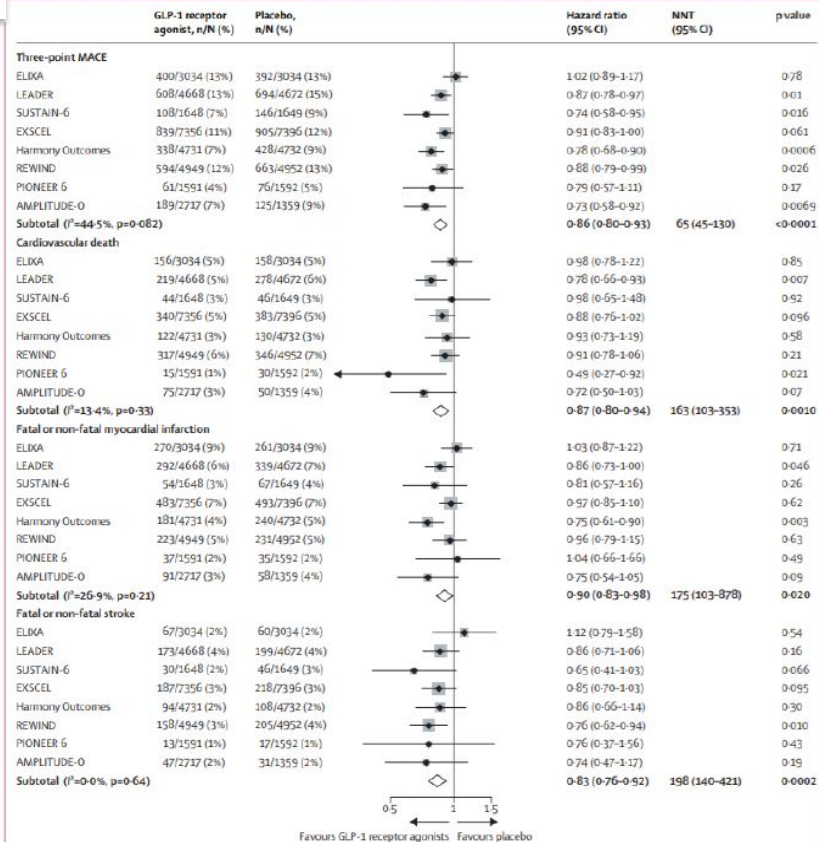 GLP-1 receptor agonist, n/N (%) Placebo, n/N (%) Hazard ratio (95% CI) NNT (95% CI) p value
Three-point MACE
ELIXA 400/3034 (13%) 392/3034 (13%) 1·02 (0·89–1·17) 0·78
LEADER 608/4668 (13%) 694/4672 (15%) 0·87 (0·78–0·97) 0·01
SUSTAIN-6 108/1648 (7%) 146/1649 (9%) 0·74 (0·58–0·95) 0·016
EXSCEL 839/7356 (11%) 905/7396 (12%) 0·91 (0·83–1·00) 0·061
Harmony Outcomes 338/4731 (7%) 428/4732 (9%) 0·78 (0·68–0·90) 0·0006
REWIND 594/4949 (12%) 663/4952 (13%) 0·88 (0·79–0·99) 0·026
PIONEER 6 61/1591 (4%) 76/1592 (5%) 0·79 (0·57–1·11) 0·17
AMPLITUDE-O 189/2717 (7%) 125/1359 (9%) 0·73 (0·58–0·92) 0·0069
Subtotal (I²=44·5%, p=0·082) 0·86 (0·80–0·93) 65 (45–130) <0·0001
Cardiovascular death
ELIXA 156/3034 (5%) 158/3034 (5%) 0·98 (0·78–1·22) 0·85
LEADER 219/4668 (5%) 278/4672 (6%) 0·78 (0·66–0·93) 0·007
SUSTAIN-6 44/1648 (3%) 46/1649 (3%) 0·98 (0·65–1·48) 0·92
EXSCEL 340/7356 (5%) 383/7396 (5%) 0·88 (0·76–1·02) 0·096
Harmony Outcomes 122/4731 (3%) 130/4732 (3%) 0·93 (0·73–1·19) 0·58
REWIND 317/4949 (6%) 346/4952 (7%) 0·91 (0·78–1·06) 0·21
PIONEER 6 15/1591 (1%) 30/1592 (2%) 0·49 (0·27–0·92) 0·021
AMPLITUDE-O 75/2717 (3%) 50/1359 (4%) 0·72 (0·50–1·03) 0·07
Subtotal (I²=13·4%, p=0·33) 0·87 (0·80–0·94) 163 (103–353) 0·0010
Fatal or non-fatal myocardial infarction
ELIXA 270/3034 (9%) 261/3034 (9%) 1·03 (0·87–1·22) 0·71
LEADER 292/4668 (6%) 339/4672 (7%) 0·86 (0·73–1·00) 0·046
SUSTAIN-6 54/1648 (3%) 67/1649 (4%) 0·81 (0·57–1·16) 0·26
EXSCEL 483/7356 (7%) 493/7396 (7%) 0·97 (0·85–1·10) 0·62
Harmony Outcomes 181/4731 (4%) 240/4732 (5%) 0·75 (0·61–0·90) 0·003
REWIND 223/4949 (5%) 231/4952 (5%) 0·96 (0·79–1·15) 0·63
PIONEER 6 37/1591 (2%) 35/1592 (2%) 1·04 (0·66–1·66) 0·49
AMPLITUDE-O 91/2717 (3%) 58/1359 (4%) 0·75 (0·54–1·05) 0·09
Subtotal (I²=26·9%, p=0·21) 0·90 (0·83–0·98) 175 (103–878) 0·020
Fatal or non-fatal stroke
ELIXA 67/3034 (2%) 60/3034 (2%) 1·12 (0·79–1·58) 0·54
LEADER 173/4668 (4%) 199/4672 (4%) 0·86 (0·71–1·06) 0·16
SUSTAIN-6 30/1648 (2%) 46/1649 (3%) 0·65 (0·41–1·03) 0·066
EXSCEL 187/7356 (3%) 218/7396 (3%) 0·85 (0·70–1·03) 0·095
Harmony Outcomes 94/4731 (2%) 108/4732 (2%) 0·86 (0·66–1·14) 0·30
REWIND 158/4949 (3%) 205/4952 (4%) 0·76 (0·62–0·94) 0·010
PIONEER 6 13/1591 (1%) 17/1592 (1%) 0·76 (0·37–1·56) 0·43
AMPLITUDE-O 47/2717 (2%) 31/1359 (2%) 0·74 (0·47–1·17) 0·19
Subtotal (I²=0·0%, p=0·64) 0·83 (0·76–0·92) 198 (140–421) 0·0002
0·5 1 1·5
Favours GLP-1 receptor agonists Favours placebo